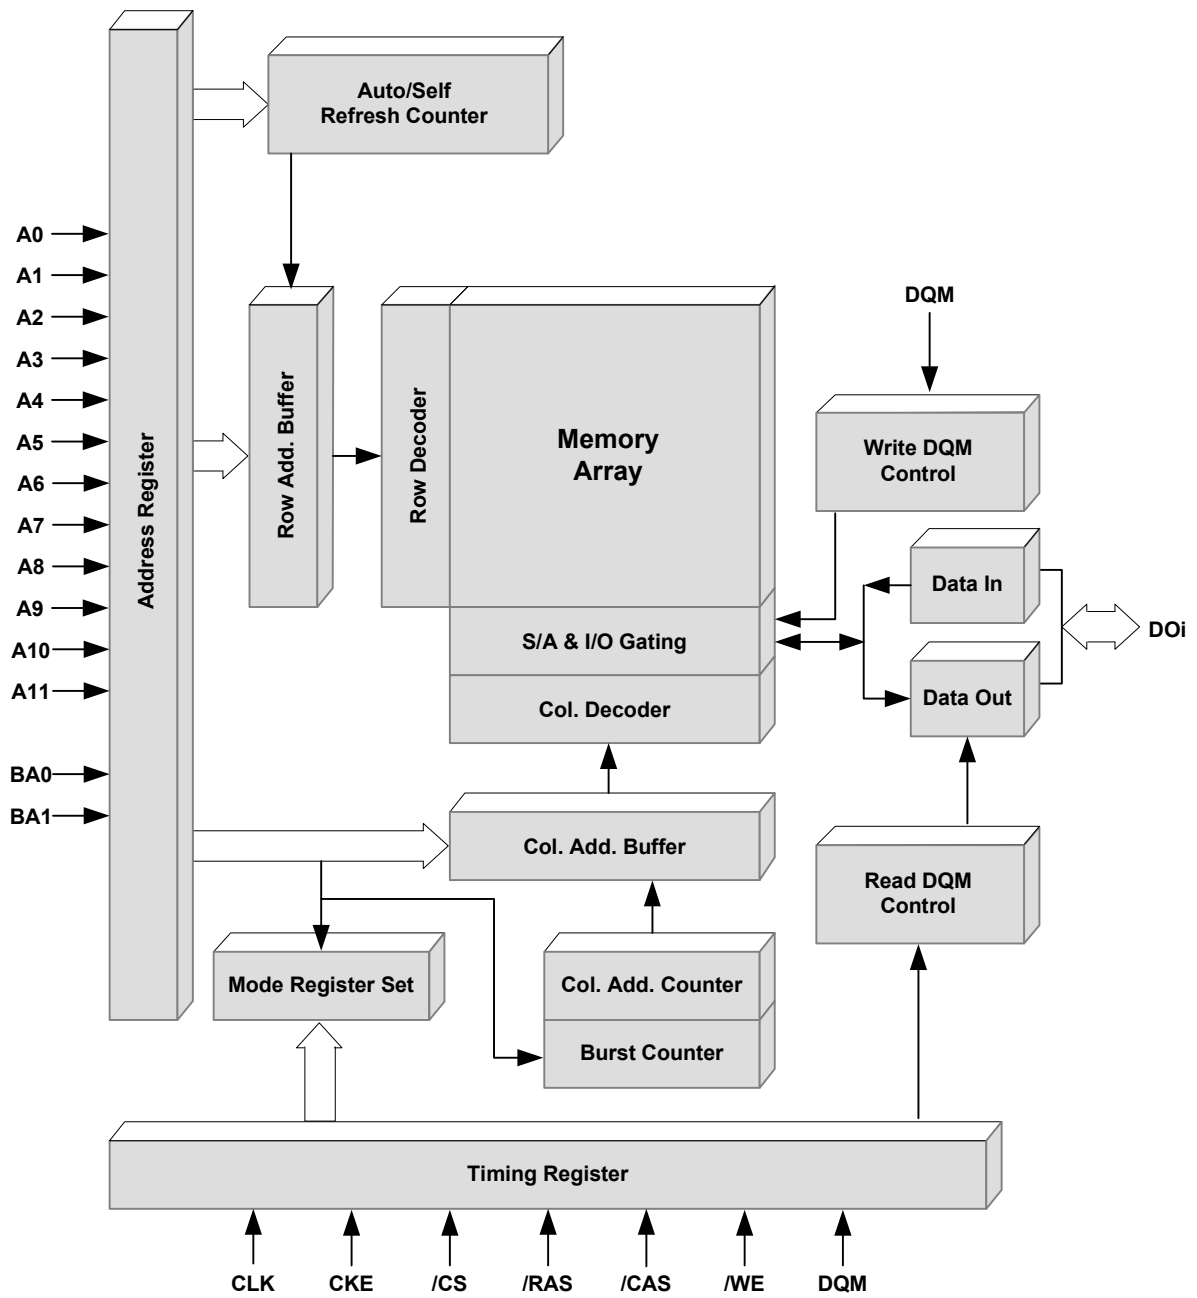 Auto/Self
Refresh Counter
A0
A1
A2
A3
A4
A5
A6
A7
A8
A9
A10
A11
BA0
BA1
Address Register
Row Add. Buffer
Row Decoder
Memory
Array
S/A & I/O Gating
Col. Decoder
DQM
Write DQM
Control
Data In
Data Out
DOi
Col. Add. Buffer
Read DQM
Control
Mode Register Set
Col. Add. Counter
Burst Counter
Timing Register
CLK
CKE
/CS
/RAS
/CAS
/WE
DQM